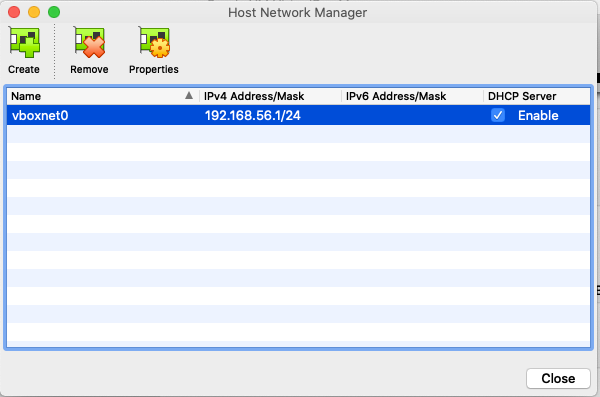 Host Network Manager
Create Remove Properties
Name IPv4 Address/Mask IPv6 Address/Mask DHCP Server
vboxnet0 192.168.56.1/24 Enable
Close